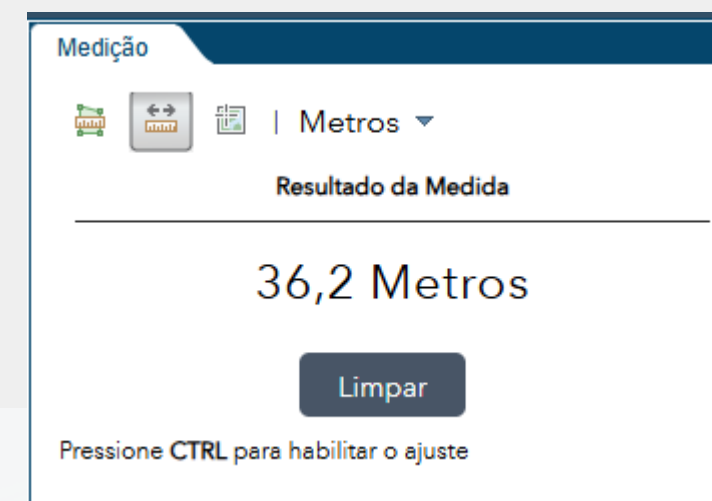 Medição
| Metros
Resultado da Medida
36,2 Metros
Limpar
Pressione CTRL para habilitar o ajuste